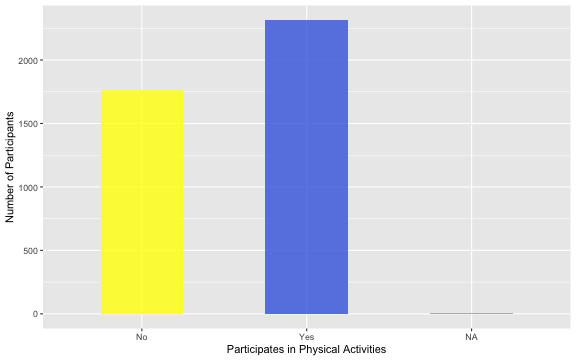 Number of Participants
2000
1500
1000
500
0
No Yes NA
Participates in Physical Activities